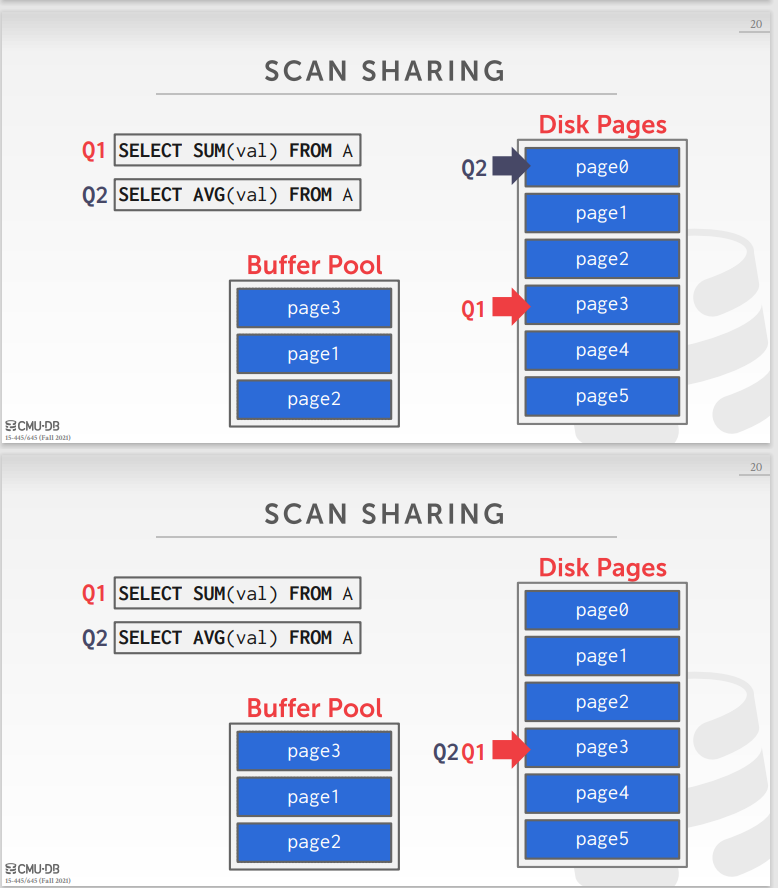 20
SCAN SHARING
Disk Pages
Q1 SELECT SUM(val) FROM A
Q2 SELECT AVG(val) FROM A
Q2 page0
page1
page2
Q1 page3
page4
page5
Buffer Pool
page3
page1
page2
CMU·DB
15-445/645 (Fall 2021)
20
SCAN SHARING
Disk Pages
Q1 SELECT SUM(val) FROM A
Q2 SELECT AVG(val) FROM A
page0
page1
page2
Q2 Q1 page3
page4
page5
Buffer Pool
page3
page1
page2
CMU·DB
15-445/645 (Fall 2021)